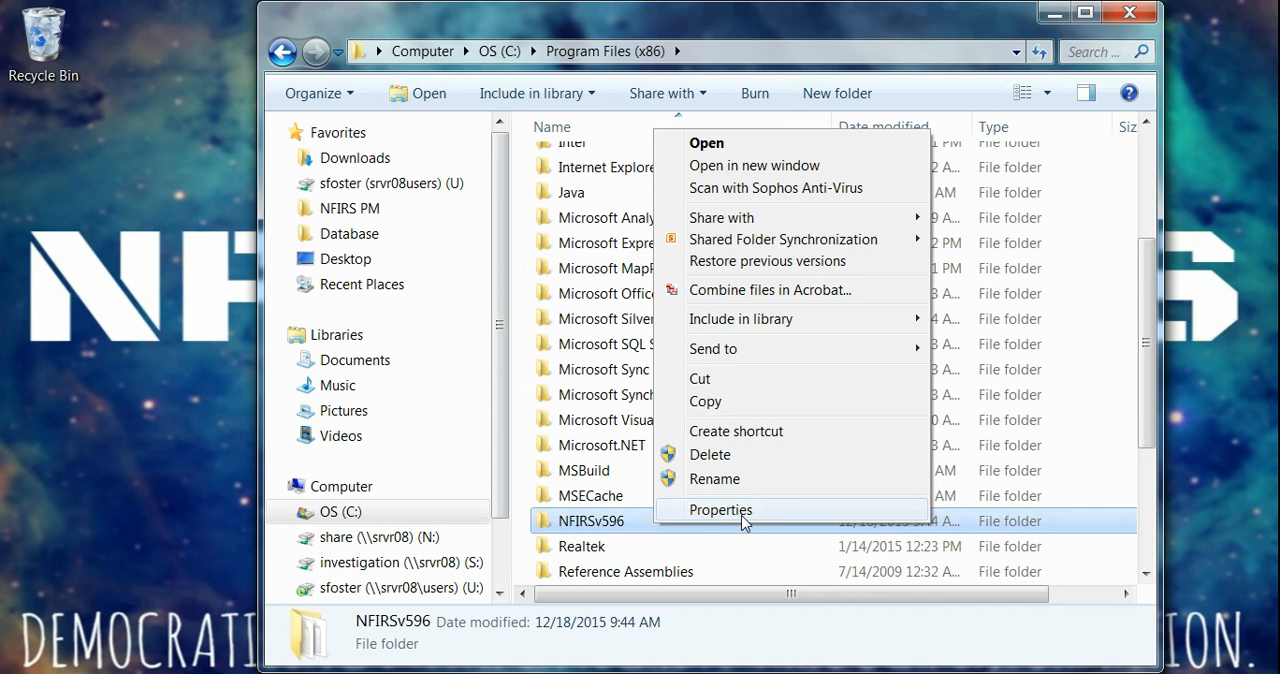 Recycle Bin
Computer
OS (C:)
Program Files (x86)
Search ...
Organize
Open
Include in library
Share with
Burn
New folder
Favorites
Downloads
sfoster (srvr08users) (U)
NFIRS PM
Database
Desktop
Recent Places
Libraries
Documents
Music
Pictures
Videos
Computer
OS (C:)
share (\\srvr08) (N:)
investigation (\\srvr08) (S:)
sfoster (\\srvr08\users) (U:)
Name
Date modified
Type
Siz
Intel
1 PM
File folder
Internet Explore
2 A...
File folder
Java
AM
File folder
Microsoft Analy
9 A...
File folder
Microsoft Expre
2 PM
File folder
Microsoft MapP
1 PM
File folder
Microsoft Offic
3 A...
File folder
Microsoft Silver
4 A...
File folder
Microsoft SQL S
3 A...
File folder
Microsoft Sync
3 A...
File folder
Microsoft Synch
3 A...
File folder
Microsoft Visua
0 A...
File folder
Microsoft.NET
3 A...
File folder
MSBuild
AM
File folder
MSECache
AM
File folder
NFIRSv596
12/18/2015 9:44 A...
File folder
Realtek
1/14/2015 12:23 PM
File folder
Reference Assemblies
7/14/2009 12:32 A...
File folder
Open
Open in new window
Scan with Sophos Anti-Virus
Share with
Shared Folder Synchronization
Restore previous versions
Combine files in Acrobat...
Include in library
Send to
Cut
Copy
Create shortcut
Delete
Rename
Properties
NFIRSv596 Date modified: 12/18/2015 9:44 AM
File folder
NF
S
DEMOCRATI
ION.